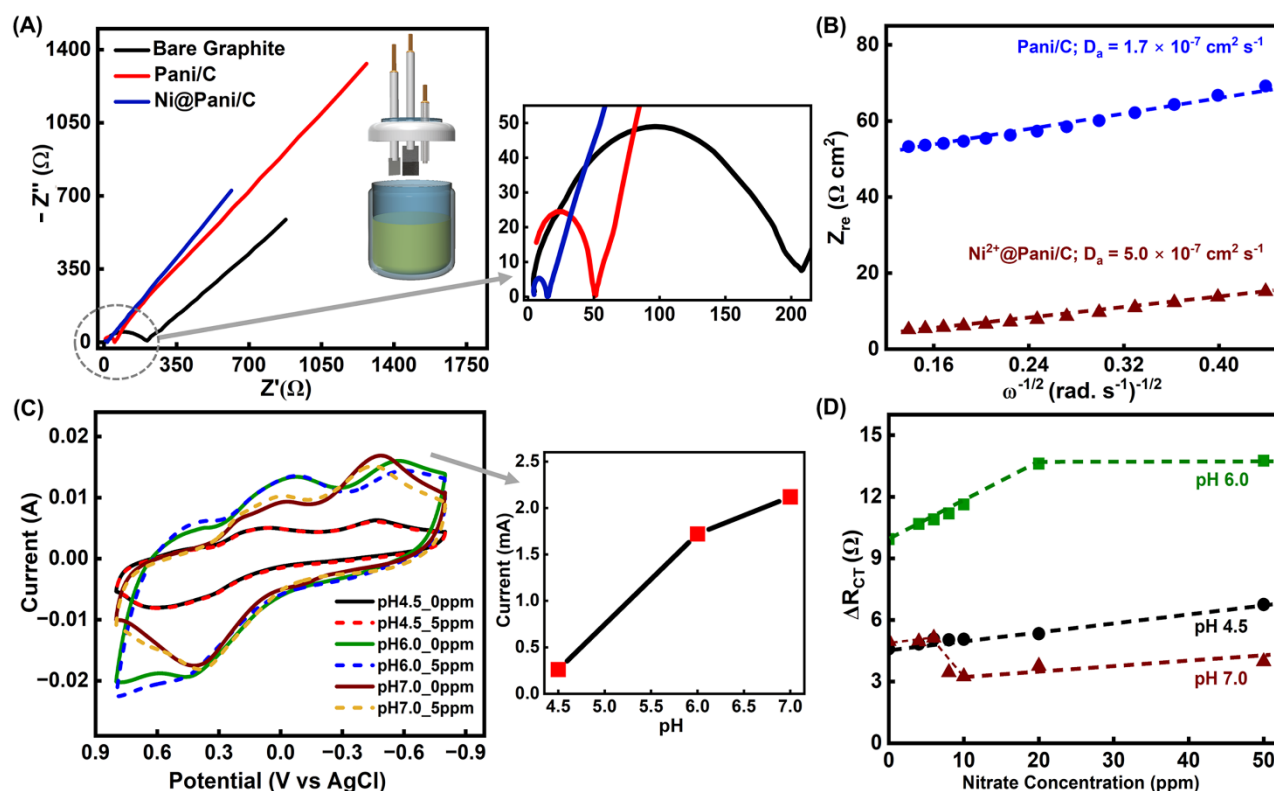 (A)
1400
1050
700
350
0
− Z'' (Ω)
0
350
700
1050
1400
1750
Z'(Ω)
Bare Graphite
Pani/C
Ni@Pani/C
50
40
30
20
10
0
0
50
100
150
200
(B)
80
60
40
20
0
Z_re (Ω cm²)
0.16
0.24
0.32
0.40
ω^-1/2 (rad. s⁻¹)^-1/2
Pani/C; D_a = 1.7 × 10⁻⁷ cm² s⁻¹
Ni²⁺@Pani/C; D_a = 5.0 × 10⁻⁷ cm² s⁻¹
(C)
0.02
0.01
0.00
−0.01
−0.02
Current (A)
0.9
0.6
0.3
0.0
−0.3
−0.6
−0.9
Potential (V vs AgCl)
pH4.5_0ppm
pH4.5_5ppm
pH6.0_0ppm
pH6.0_5ppm
pH7.0_0ppm
pH7.0_5ppm
2.5
2.0
1.5
1.0
0.5
0.0
Current (mA)
4.5
5.0
5.5
6.0
6.5
7.0
pH
(D)
15
12
9
6
3
0
ΔR_CT (Ω)
0
10
20
30
40
50
Nitrate Concentration (ppm)
pH 6.0
pH 4.5
pH 7.0